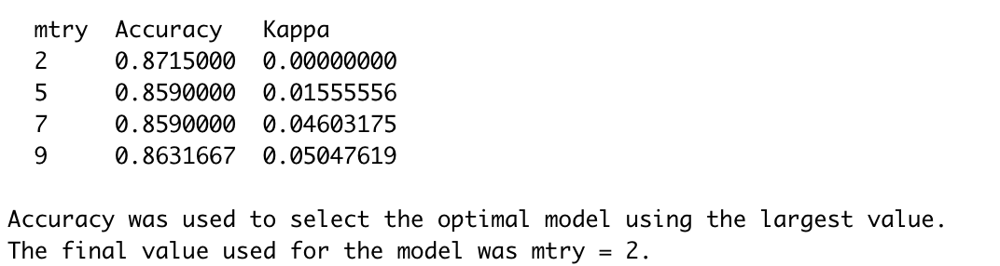 mtry  Accuracy   Kappa
2     0.8715000  0.00000000
5     0.8590000  0.01555556
7     0.8590000  0.04603175
9     0.8631667  0.05047619
Accuracy was used to select the optimal model using the largest value.
The final value used for the model was mtry = 2.